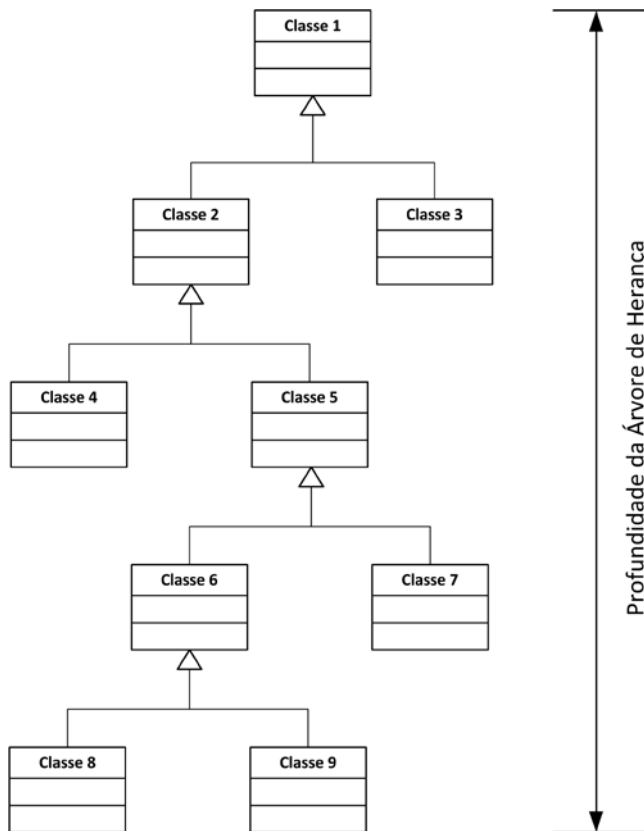 Classe 1
Classe 2
Classe 3
Classe 4
Classe 5
Classe 6
Classe 7
Classe 8
Classe 9
Profundidade da Árvore de Herança